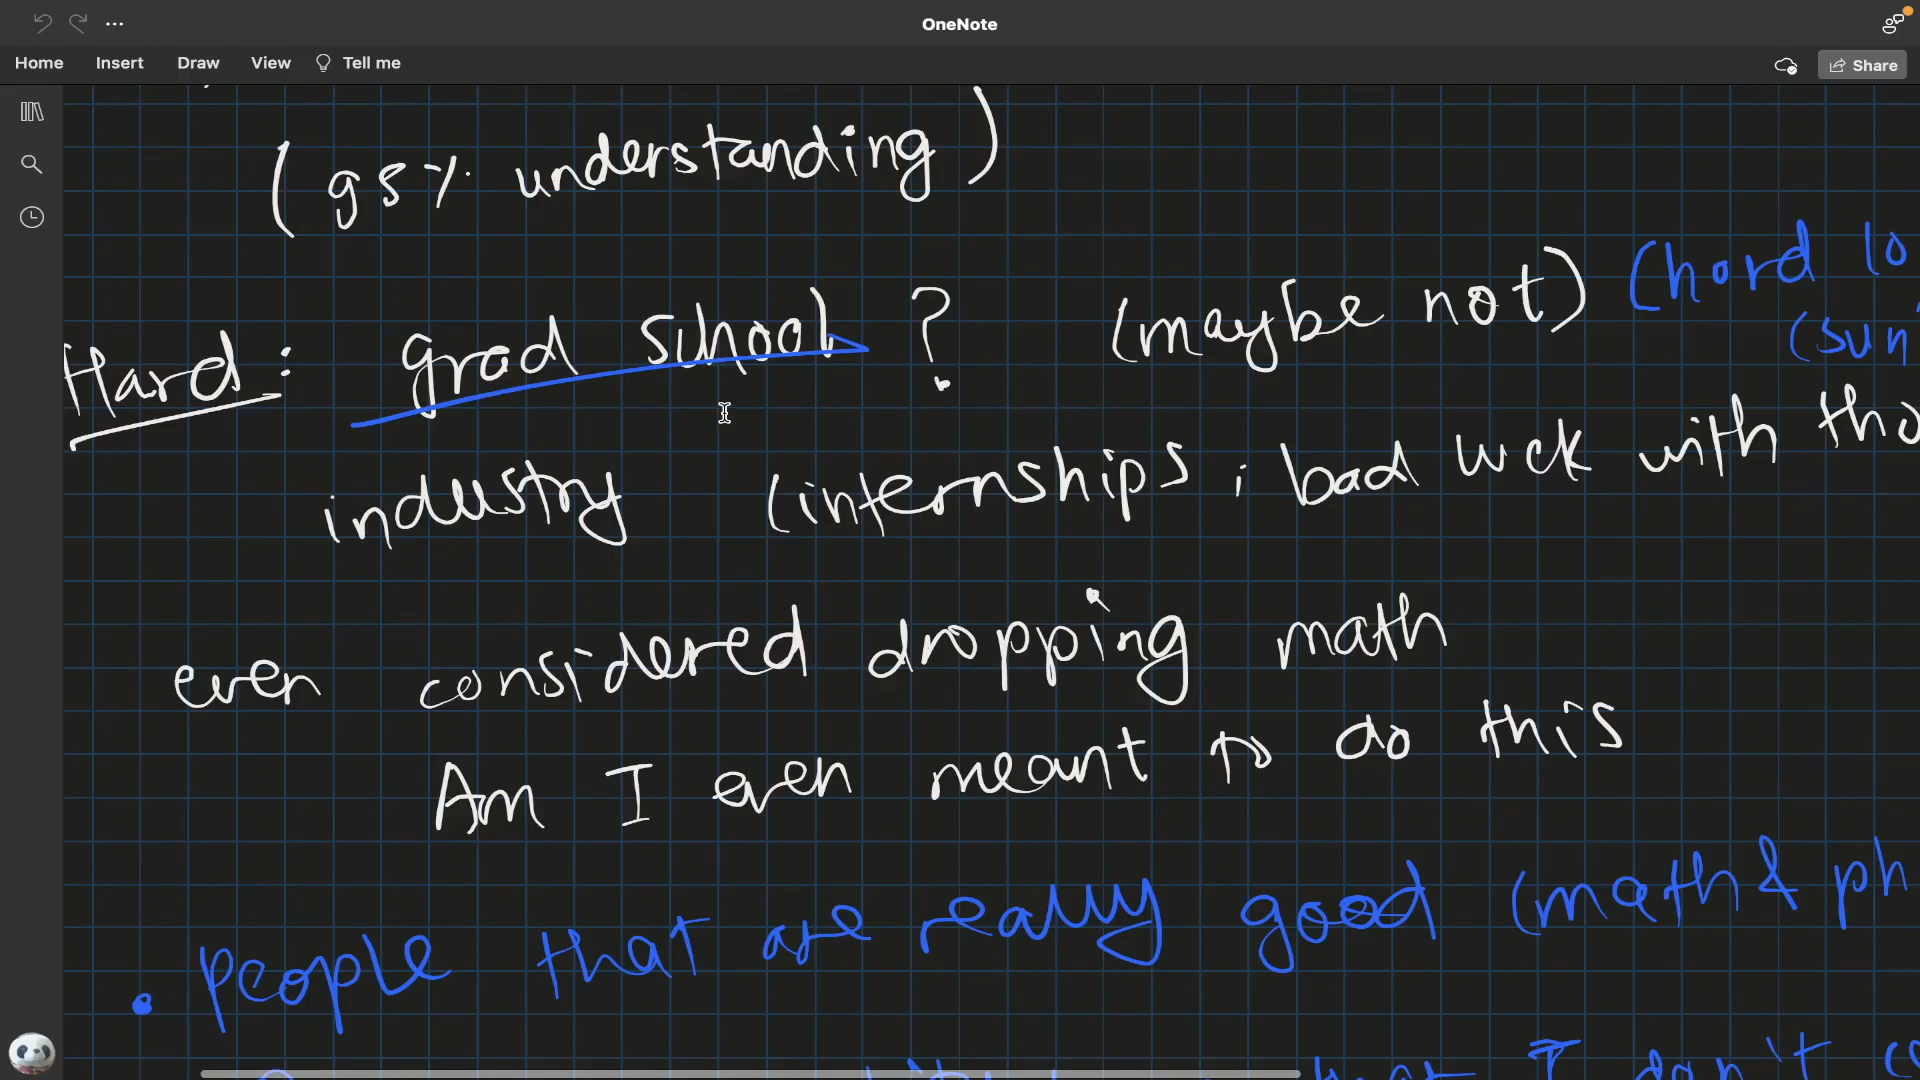 OneNote
Home Insert Draw View Tell me Share
(95% understanding)
Hard: grad school? (maybe not) (hard
industry (internships; bad luck with
even considered dropping math
Am I even meant to do this
• people that are really good (math & ph
I don't